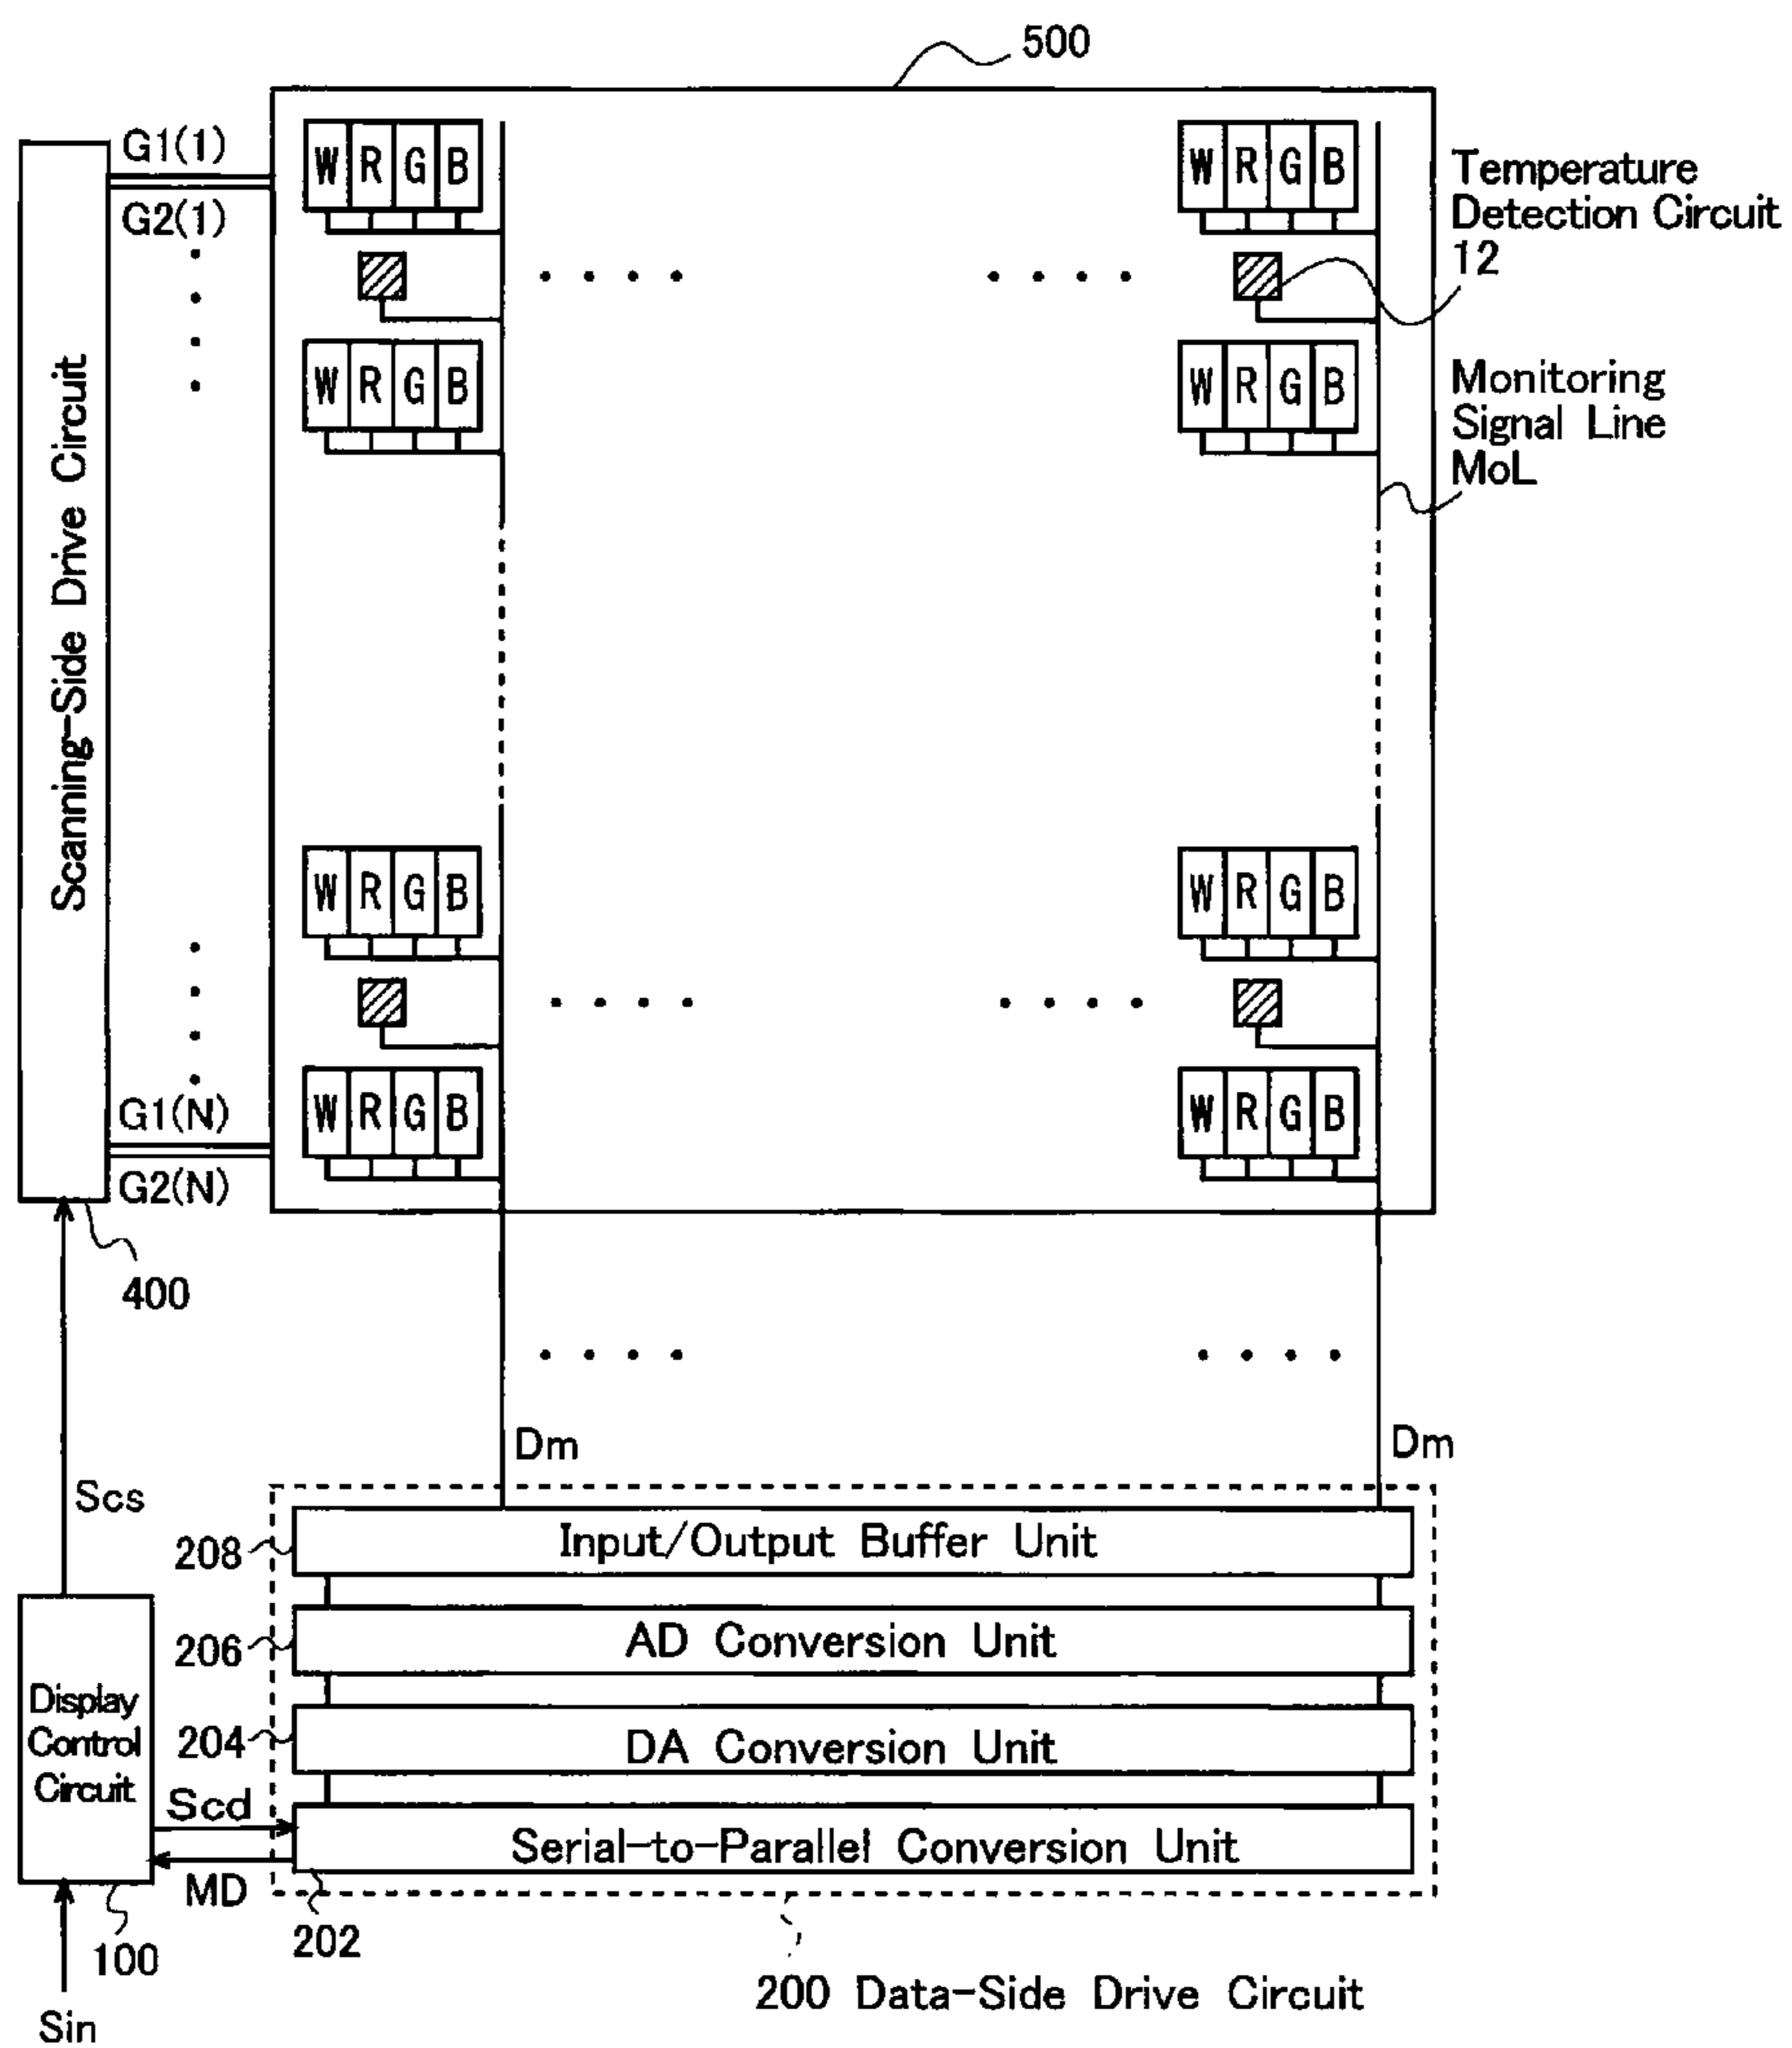 500
G1(1)
G2(1)
W R G B
W R G B
Temperature
Detection Circuit
12
W R G B
W R G B
Monitoring
Signal Line
MoL
Scanning-Side Drive Circuit
W R G B
W R G B
G1(N)
G2(N)
W R G B
W R G B
400
Scs
Dm
Dm
208
Input/Output Buffer Unit
206
AD Conversion Unit
204
DA Conversion Unit
Display
Control
Circuit
Scd
MD
Serial-to-Parallel Conversion Unit
202
100
200 Data-Side Drive Circuit
Sin